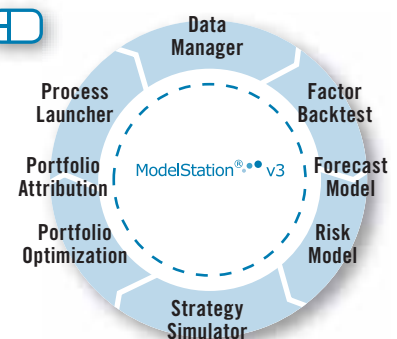 Data
Manager
Factor
Backtest
Forecast
Model
Risk
Model
Strategy
Simulator
Portfolio
Optimization
Portfolio
Attribution
Process
Launcher
ModelStation® v3